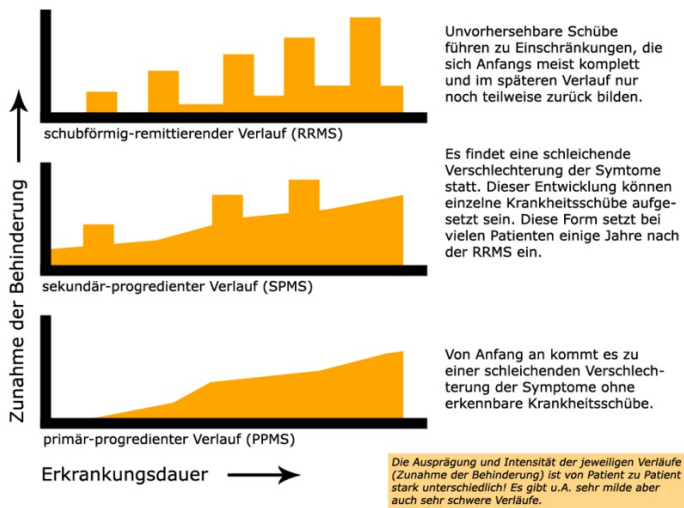 Unvorhersehbare Schübe
führen zu Einschränkungen, die
sich Anfangs meist komplett
und im späteren Verlauf nur
noch teilweise zurück bilden.
schubförmig-remittierender Verlauf (RRMS)
Es findet eine schleichende
Verschlechterung der Symtome
statt. Dieser Entwicklung können
einzelne Krankheitsschübe aufge-
setzt sein. Diese Form setzt bei
vielen Patienten einige Jahre nach
der RRMS ein.
sekundär-progredienter Verlauf (SPMS)
Von Anfang an kommt es zu
einer schleichenden Verschlech-
terung der Symptome ohne
erkennbare Krankheitsschübe.
primär-progredienter Verlauf (PPMS)
Zunahme der Behinderung
Erkrankungsdauer
Die Ausprägung und Intensität der jeweiligen Verläufe
(Zunahme der Behinderung) ist von Patient zu Patient
stark unterschiedlich! Es gibt u.A. sehr milde aber
auch sehr schwere Verläufe.